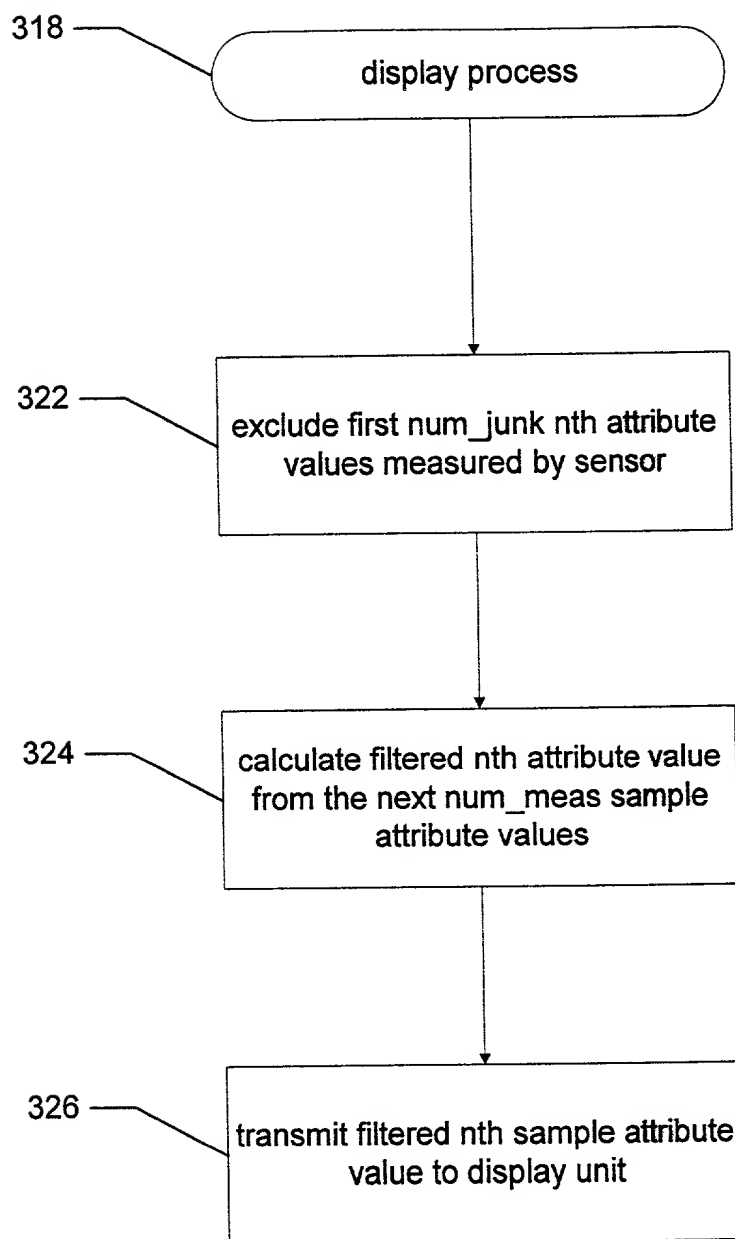 318
display process
322
exclude first num_junk nth attribute
values measured by sensor
324
calculate filtered nth attribute value
from the next num_meas sample
attribute values
326
transmit filtered nth sample attribute
value to display unit